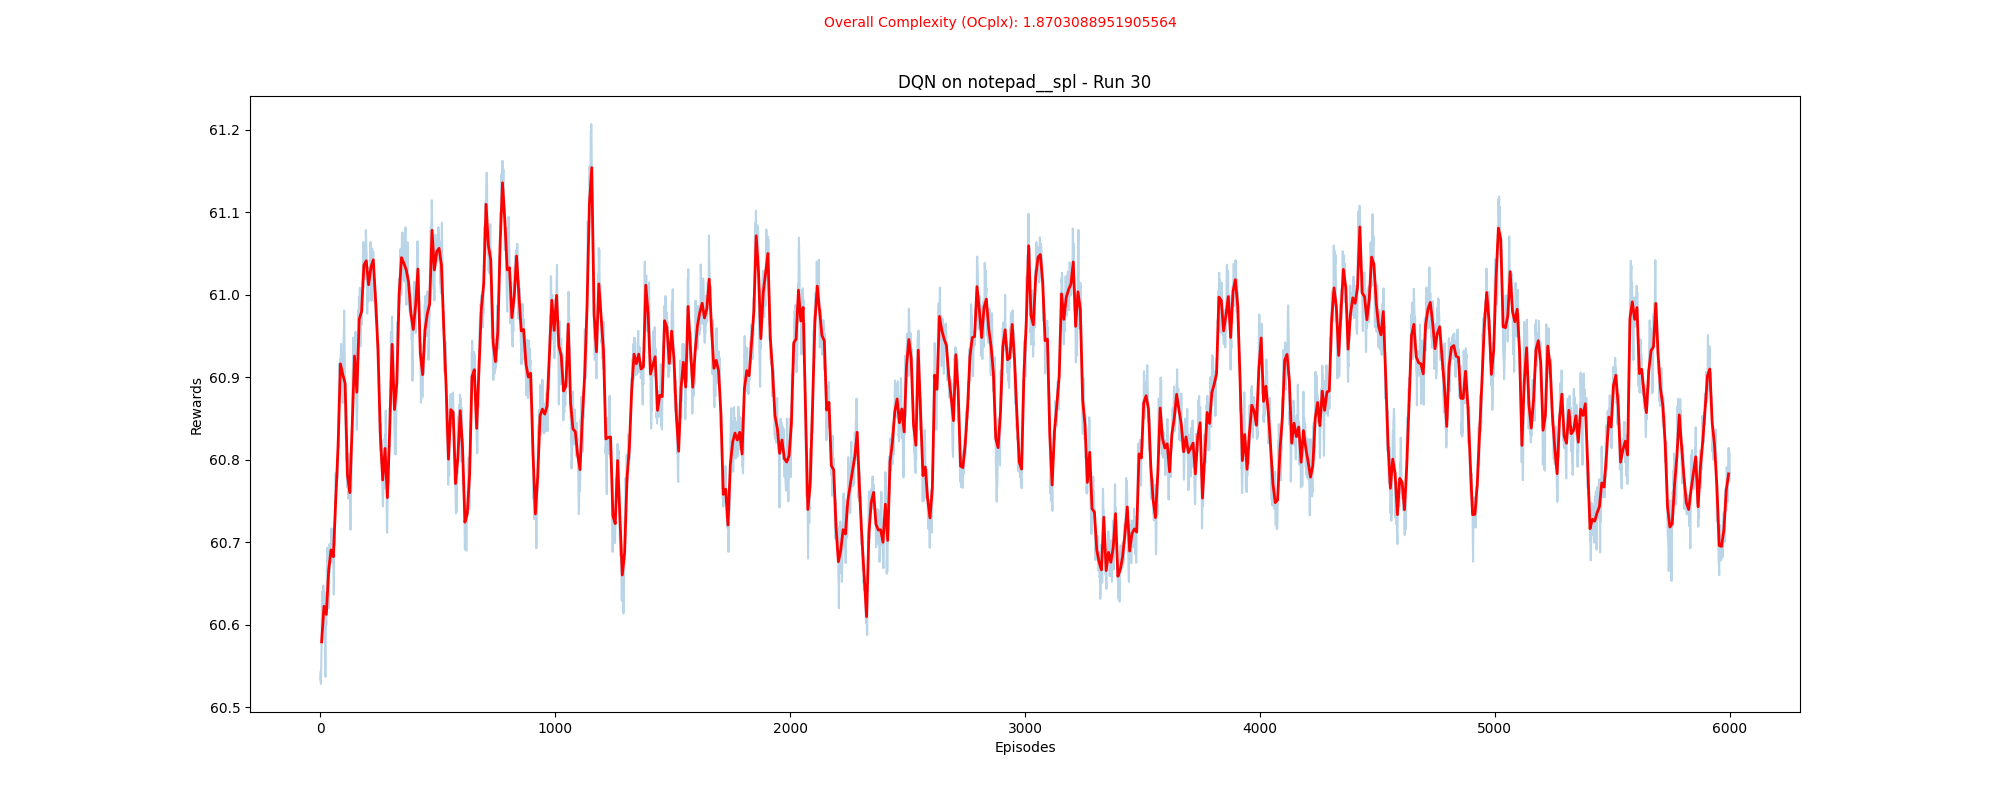 Overall Complexity (OCplx): 1.8703088951905564
DQN on notepad__spl - Run 30
61.2
61.1
61.0
60.9
60.8
60.7
60.6
60.5
Rewards
0 1000 2000 3000 4000 5000 6000
Episodes